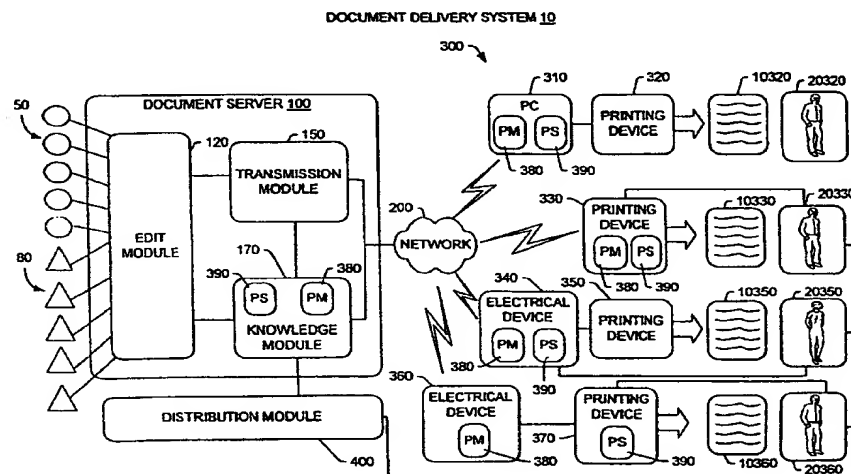 DOCUMENT DELIVERY SYSTEM 10
300
310
320
10320
20320
50
DOCUMENT SERVER 100
120
150
PC
PM
PS
PRINTING DEVICE
380
390
TRANSMISSION MODULE
200
330
10330
20330
EDIT MODULE
NETWORK
PRINTING DEVICE
PM
PS
170
80
390
380
340
350
380
390
10350
20350
PS
PM
KNOWLEDGE MODULE
ELECTRICAL DEVICE
PM
PS
PRINTING DEVICE
360
380
390
DISTRIBUTION MODULE
ELECTRICAL DEVICE
PM
PRINTING DEVICE
PS
370
400
380
390
10360
20360